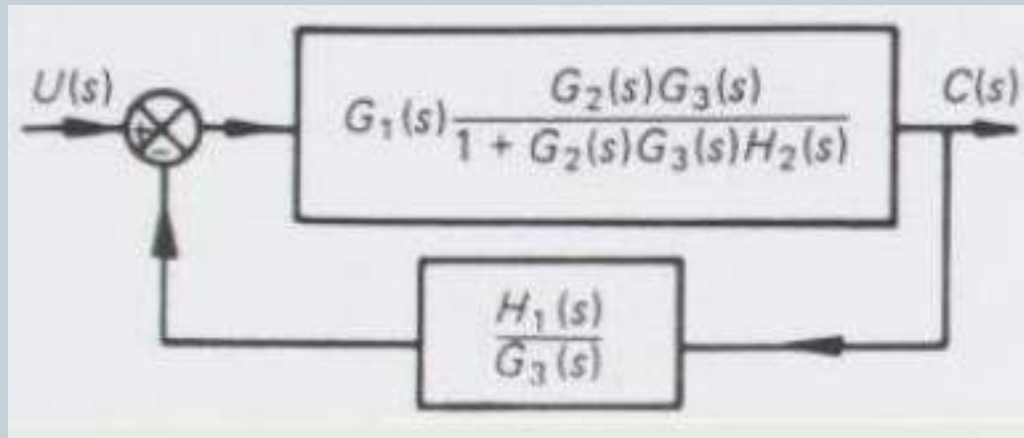 U(s)
+
−
G₁(s) G₂(s)G₃(s) / 1 + G₂(s)G₃(s)H₂(s)
C(s)
H₁(s) / G₃(s)